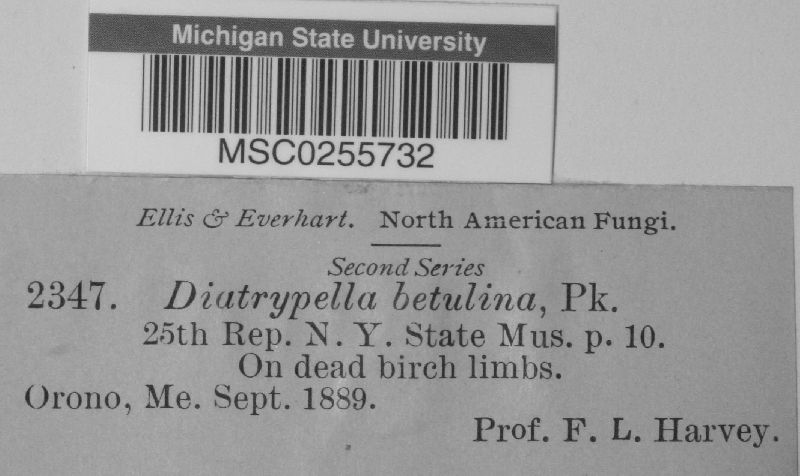 Michigan State University
MSC0255732
Ellis & Everhart. North American Fungi.
Second Series
2347. Diatrypella betulina, Pk.
25th Rep. N. Y. State Mus. p. 10.
On dead birch limbs.
Orono, Me. Sept. 1889.
Prof. F. L. Harvey.